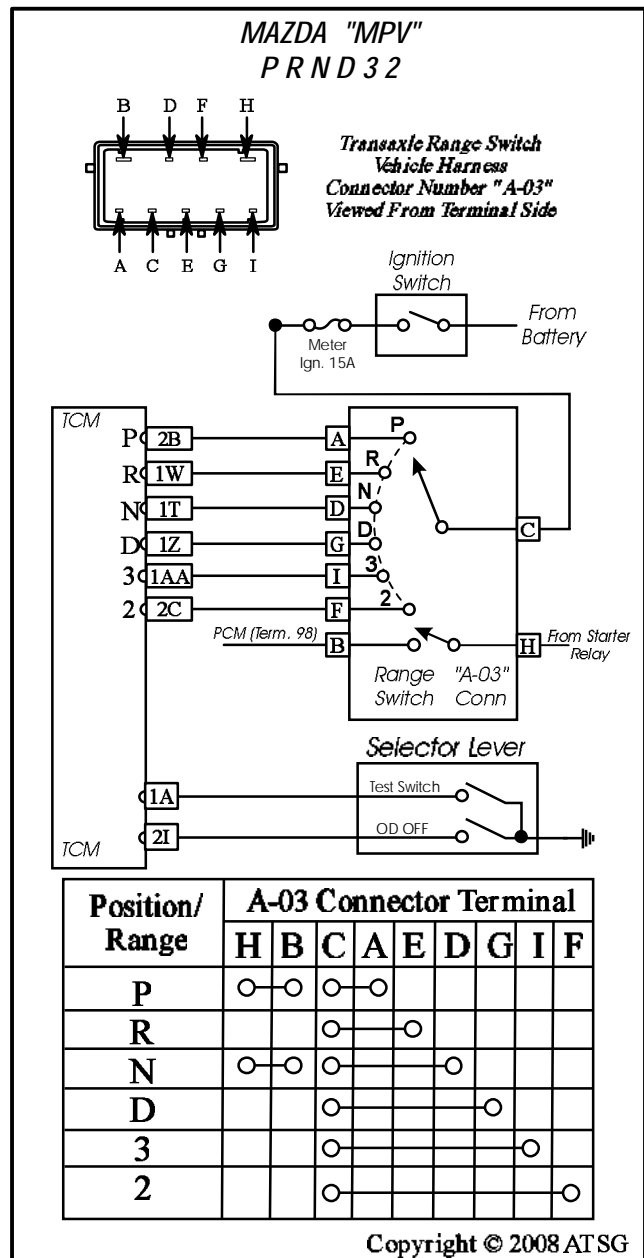 MAZDA "MPV"
P R N D 3 2
B D F H
Transaxle Range Switch
Vehicle Harness
Connector Number "A-03"
Viewed From Terminal Side
A C E G I
Ignition
Switch
From
Battery
Meter
Ign. 15A
TCM
P 2B A P
R 1W E R
N 1T D N
D 1Z G D
C
3 1AA I 3
2 2C F 2
PCM (Term. 98) B H From Starter
Relay
Range "A-03"
Switch Conn
Selector Lever
1A Test Switch
2I OD OFF
TCM
Position/ A-03 Connector Terminal
Range H B C A E D G I F
P
R
N
D
3
2
Copyright © 2008 ATSG